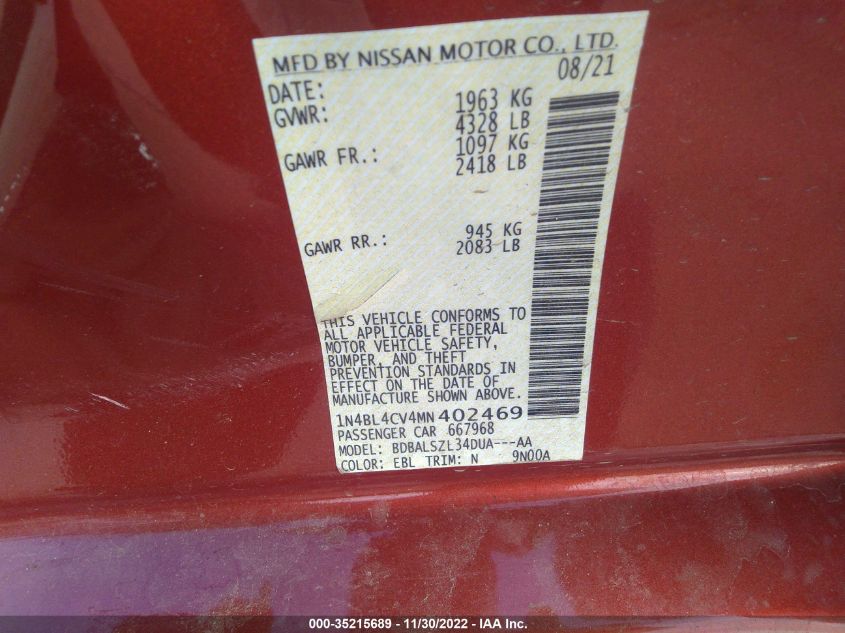 MFD BY NISSAN MOTOR CO., LTD.
DATE: 08/21
GVWR: 1963 KG
4328 LB
GAWR FR.: 1097 KG
2418 LB
GAWR RR.: 945 KG
2083 LB
THIS VEHICLE CONFORMS TO
ALL APPLICABLE FEDERAL
MOTOR VEHICLE SAFETY,
BUMPER, AND THEFT
PREVENTION STANDARDS IN
EFFECT ON THE DATE OF
MANUFACTURE SHOWN ABOVE.
1N4BL4CV4MN402469
PASSENGER CAR 667968
MODEL: BDBALSZL34DUA---AA
COLOR: EBL TRIM: N 9N00A
000-35215689 - 11/30/2022 - IAA Inc.